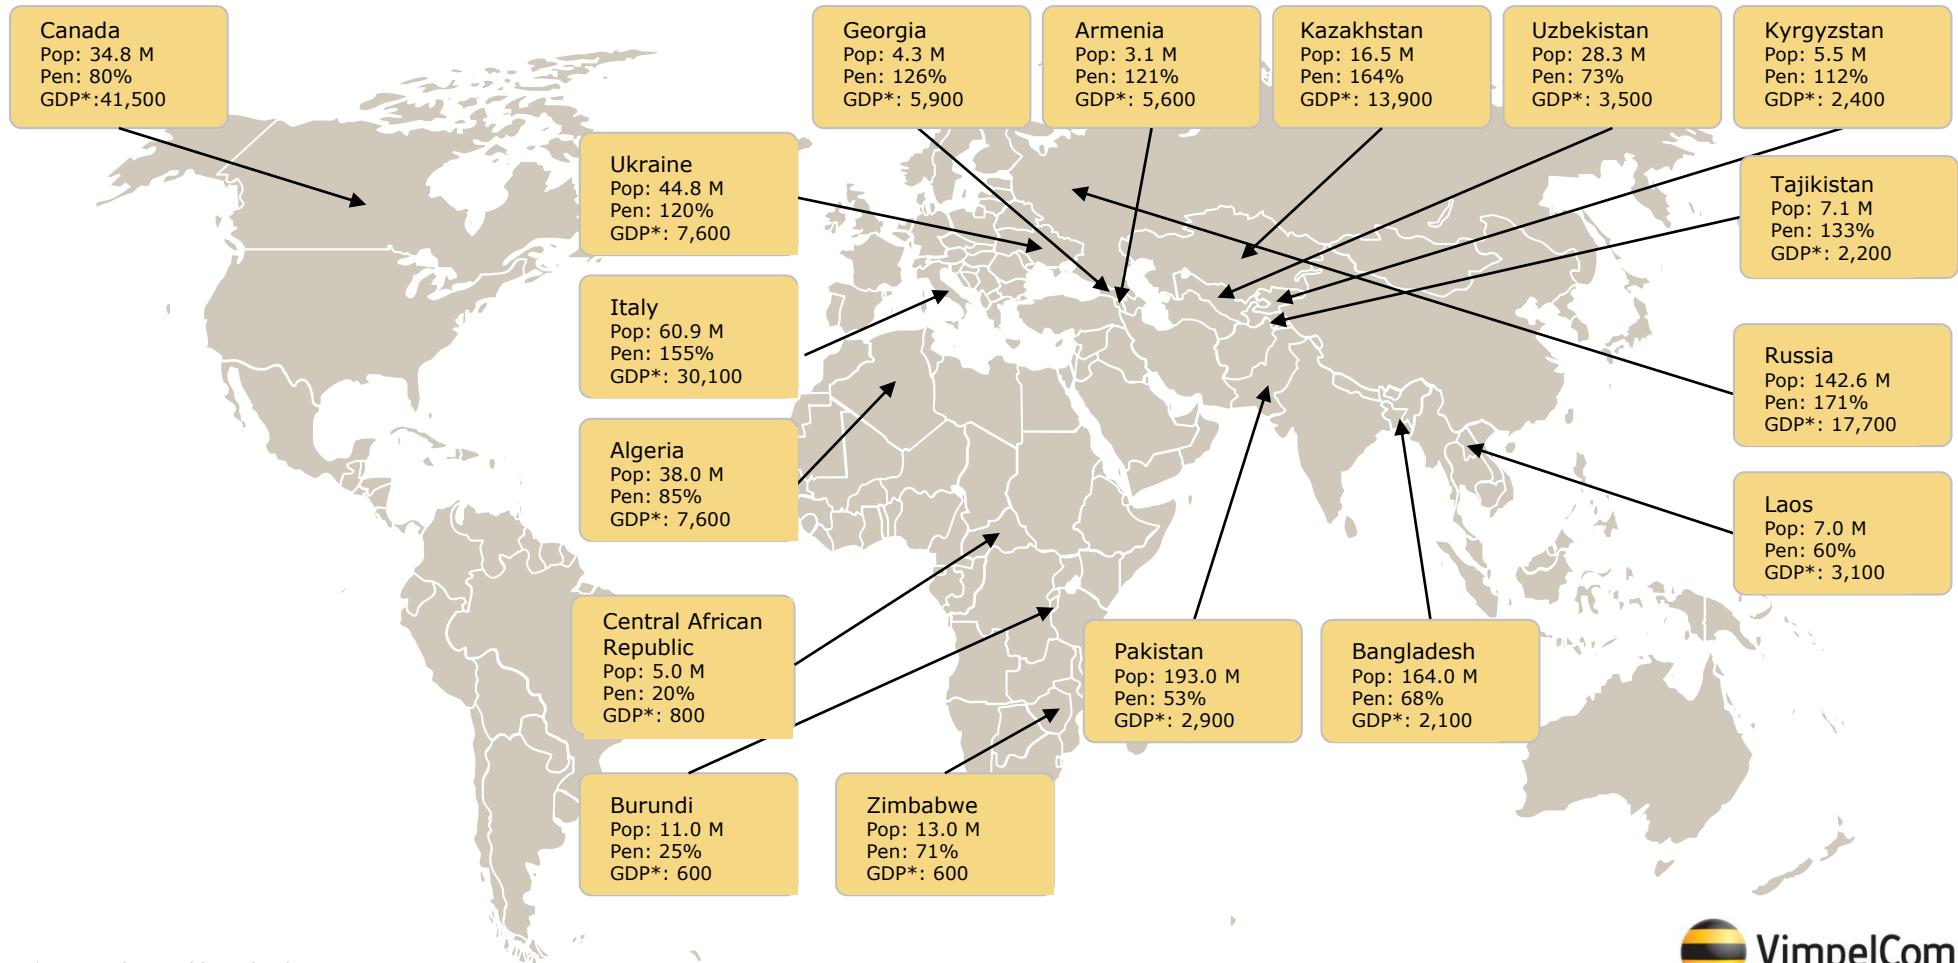 Canada
Pop: 34.8 M
Pen: 80%
GDP*:41,500
Georgia
Pop: 4.3 M
Pen: 126%
GDP*: 5,900
Armenia
Pop: 3.1 M
Pen: 121%
GDP*: 5,600
Kazakhstan
Pop: 16.5 M
Pen: 164%
GDP*: 13,900
Uzbekistan
Pop: 28.3 M
Pen: 73%
GDP*: 3,500
Kyrgyzstan
Pop: 5.5 M
Pen: 112%
GDP*: 2,400
Ukraine
Pop: 44.8 M
Pen: 120%
GDP*: 7,600
Tajikistan
Pop: 7.1 M
Pen: 133%
GDP*: 2,200
Italy
Pop: 60.9 M
Pen: 155%
GDP*: 30,100
Russia
Pop: 142.6 M
Pen: 171%
GDP*: 17,700
Algeria
Pop: 38.0 M
Pen: 85%
GDP*: 7,600
Laos
Pop: 7.0 M
Pen: 60%
GDP*: 3,100
Central African
Republic
Pop: 5.0 M
Pen: 20%
GDP*: 800
Pakistan
Pop: 193.0 M
Pen: 53%
GDP*: 2,900
Bangladesh
Pop: 164.0 M
Pen: 68%
GDP*: 2,100
Burundi
Pop: 11.0 M
Pen: 25%
GDP*: 600
Zimbabwe
Pop: 13.0 M
Pen: 71%
GDP*: 600
VimpelCom